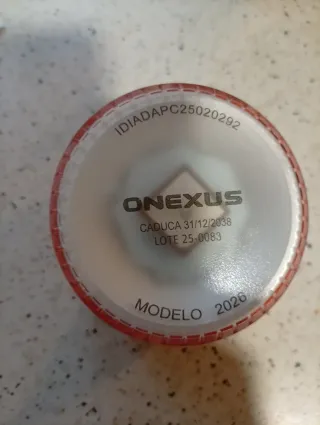 IDIADAPC25020292
ONEXUS
CADUCA 31/12/2038
LOTE 25-0083
MODELO 2026